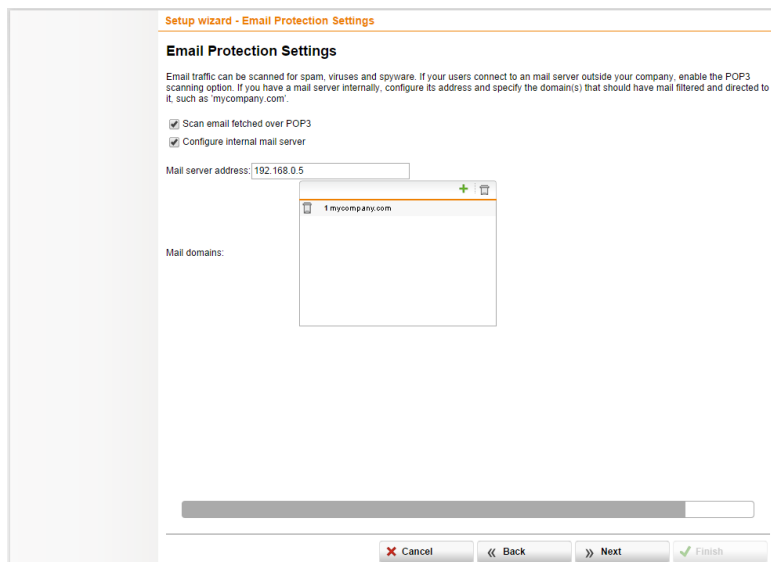 Setup wizard - Email Protection Settings
Email Protection Settings
Email traffic can be scanned for spam, viruses and spyware. If your users connect to an mail server outside your company, enable the POP3
scanning option. If you have a mail server internally, configure its address and specify the domain(s) that should have mail filtered and directed to
it, such as 'mycompany.com'.
Scan email fetched over POP3
Configure internal mail server
Mail server address: 192.168.0.5
1 mycompany.com
Mail domains:
Cancel Back Next Finish